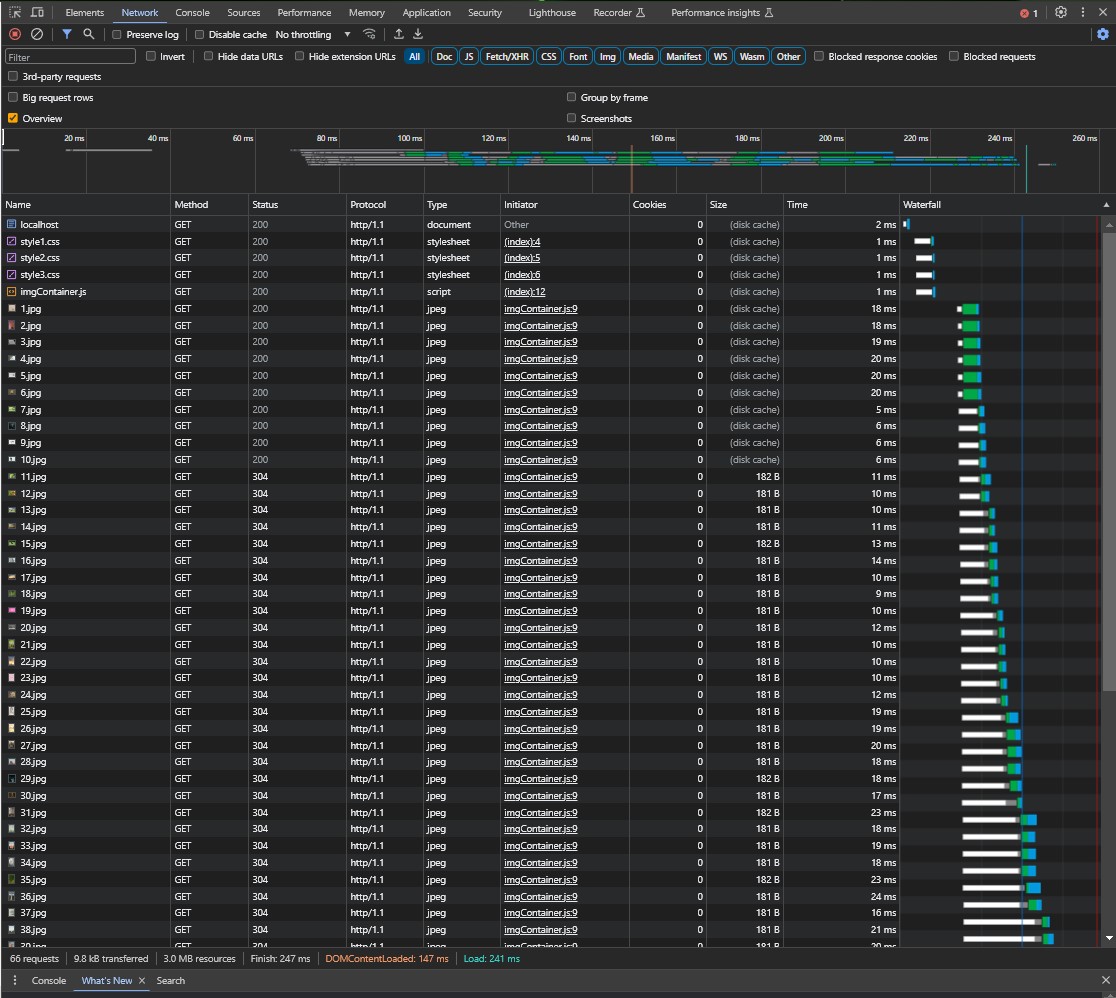 Elements Network Console Sources Performance Memory Application Security Lighthouse Recorder Performance insights 1
Preserve log Disable cache No throttling
Filter Invert Hide data URLs Hide extension URLs All Doc JS Fetch/XHR CSS Font Img Media Manifest WS Wasm Other Blocked response cookies Blocked requests
3rd-party requests
Big request rows Group by frame
Overview Screenshots
20 ms 40 ms 60 ms 80 ms 100 ms 120 ms 140 ms 160 ms 180 ms 200 ms 220 ms 240 ms 260 ms
Name Method Status Protocol Type Initiator Cookies Size Time Waterfall
localhost GET 200 http/1.1 document Other 0 (disk cache) 2 ms
style1.css GET 200 http/1.1 stylesheet (index):4 0 (disk cache) 1 ms
style2.css GET 200 http/1.1 stylesheet (index):5 0 (disk cache) 1 ms
style3.css GET 200 http/1.1 stylesheet (index):6 0 (disk cache) 1 ms
imgContainer.js GET 200 http/1.1 script (index):12 0 (disk cache) 1 ms
1.jpg GET 200 http/1.1 jpeg imgContainer.js:9 0 (disk cache) 18 ms
2.jpg GET 200 http/1.1 jpeg imgContainer.js:9 0 (disk cache) 18 ms
3.jpg GET 200 http/1.1 jpeg imgContainer.js:9 0 (disk cache) 19 ms
4.jpg GET 200 http/1.1 jpeg imgContainer.js:9 0 (disk cache) 20 ms
5.jpg GET 200 http/1.1 jpeg imgContainer.js:9 0 (disk cache) 20 ms
6.jpg GET 200 http/1.1 jpeg imgContainer.js:9 0 (disk cache) 20 ms
7.jpg GET 200 http/1.1 jpeg imgContainer.js:9 0 (disk cache) 5 ms
8.jpg GET 200 http/1.1 jpeg imgContainer.js:9 0 (disk cache) 6 ms
9.jpg GET 200 http/1.1 jpeg imgContainer.js:9 0 (disk cache) 6 ms
10.jpg GET 200 http/1.1 jpeg imgContainer.js:9 0 (disk cache) 6 ms
11.jpg GET 304 http/1.1 jpeg imgContainer.js:9 0 182 B 11 ms
12.jpg GET 304 http/1.1 jpeg imgContainer.js:9 0 181 B 10 ms
13.jpg GET 304 http/1.1 jpeg imgContainer.js:9 0 181 B 10 ms
14.jpg GET 304 http/1.1 jpeg imgContainer.js:9 0 181 B 11 ms
15.jpg GET 304 http/1.1 jpeg imgContainer.js:9 0 182 B 13 ms
16.jpg GET 304 http/1.1 jpeg imgContainer.js:9 0 181 B 14 ms
17.jpg GET 304 http/1.1 jpeg imgContainer.js:9 0 181 B 10 ms
18.jpg GET 304 http/1.1 jpeg imgContainer.js:9 0 181 B 9 ms
19.jpg GET 304 http/1.1 jpeg imgContainer.js:9 0 181 B 10 ms
20.jpg GET 304 http/1.1 jpeg imgContainer.js:9 0 181 B 12 ms
21.jpg GET 304 http/1.1 jpeg imgContainer.js:9 0 181 B 10 ms
22.jpg GET 304 http/1.1 jpeg imgContainer.js:9 0 181 B 10 ms
23.jpg GET 304 http/1.1 jpeg imgContainer.js:9 0 181 B 10 ms
24.jpg GET 304 http/1.1 jpeg imgContainer.js:9 0 181 B 12 ms
25.jpg GET 304 http/1.1 jpeg imgContainer.js:9 0 181 B 19 ms
26.jpg GET 304 http/1.1 jpeg imgContainer.js:9 0 181 B 19 ms
27.jpg GET 304 http/1.1 jpeg imgContainer.js:9 0 181 B 20 ms
28.jpg GET 304 http/1.1 jpeg imgContainer.js:9 0 181 B 18 ms
29.jpg GET 304 http/1.1 jpeg imgContainer.js:9 0 182 B 18 ms
30.jpg GET 304 http/1.1 jpeg imgContainer.js:9 0 181 B 17 ms
31.jpg GET 304 http/1.1 jpeg imgContainer.js:9 0 182 B 23 ms
32.jpg GET 304 http/1.1 jpeg imgContainer.js:9 0 181 B 18 ms
33.jpg GET 304 http/1.1 jpeg imgContainer.js:9 0 181 B 19 ms
34.jpg GET 304 http/1.1 jpeg imgContainer.js:9 0 181 B 18 ms
35.jpg GET 304 http/1.1 jpeg imgContainer.js:9 0 182 B 23 ms
36.jpg GET 304 http/1.1 jpeg imgContainer.js:9 0 181 B 24 ms
37.jpg GET 304 http/1.1 jpeg imgContainer.js:9 0 181 B 16 ms
38.jpg GET 304 http/1.1 jpeg imgContainer.js:9 0 181 B 21 ms
39.jpg GET 304 http/1.1 jpeg imgContainer.js:9 0 181 B 20 ms
66 requests 9.8 kB transferred 3.0 MB resources Finish: 247 ms DOMContentLoaded: 147 ms Load: 241 ms
Console What's New Search